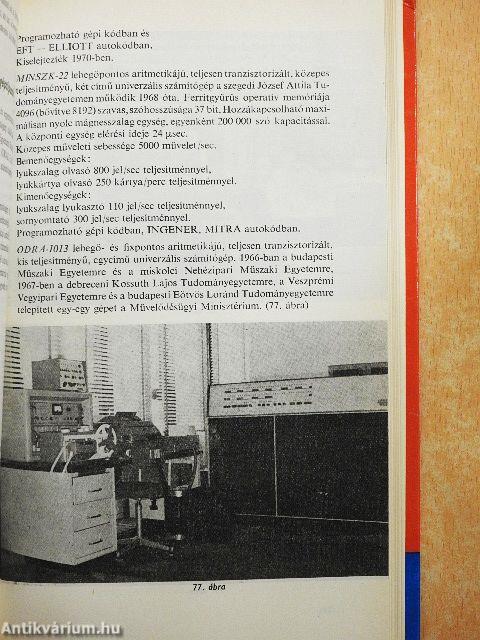 Programozható gépi kódban és
EFT — ELLIOTT autokódban,
Kiselejtezték 1970-ben.
MINSZK-22 lebegőpontos aritmetikájú, teljesen tranzisztorizált, közepes
teljesítményű, két című univerzális számítógép a szegedi József Attila Tu-
dományegyetemen működik 1968 óta. Ferritgyűrűs operatív memóriája
4096 (bővítve 8192) szavas, szóhosszúsága 37 bit. Hozzákapcsolható maxi-
málisan nyolc mágnesszalag egység, egyenként 200 000 szó kapacitással.
A központi egység elérési ideje 24 μsec.
Közepes műveleti sebessége 5000 művelet/sec.
Bemenőegységek:
lyukszalag olvasó 800 jel/sec teljesítménnyel,
lyukkártya olvasó 250 kártya/perc teljesítménnyel.
Kimenőegységek:
lyukszalag lyukasztó 110 jel/sec teljesítménnyel,
sornyomtató 300 jel/sec teljesítménnyel.
Programozható gépi kódban, INGENER, MITRA autokódban.
ODRA-1013 lebegő- és fixpontos aritmetikájú, teljesen tranzisztorizált,
kis teljesítményű, egycímű univerzális számítógép. 1966-ban a budapesti
Műszaki Egyetemre és a miskolci Nehézipari Műszaki Egyetemre,
1967-ben a debreceni Kossuth Lajos Tudományegyetemre, a Veszprémi
Vegyipari Egyetemre és a budapesti Eötvös Loránd Tudományegyetemre
telepített egy-egy gépet a Művelődésügyi Minisztérium. (77. ábra)
77. ábra
Antikvárium.hu